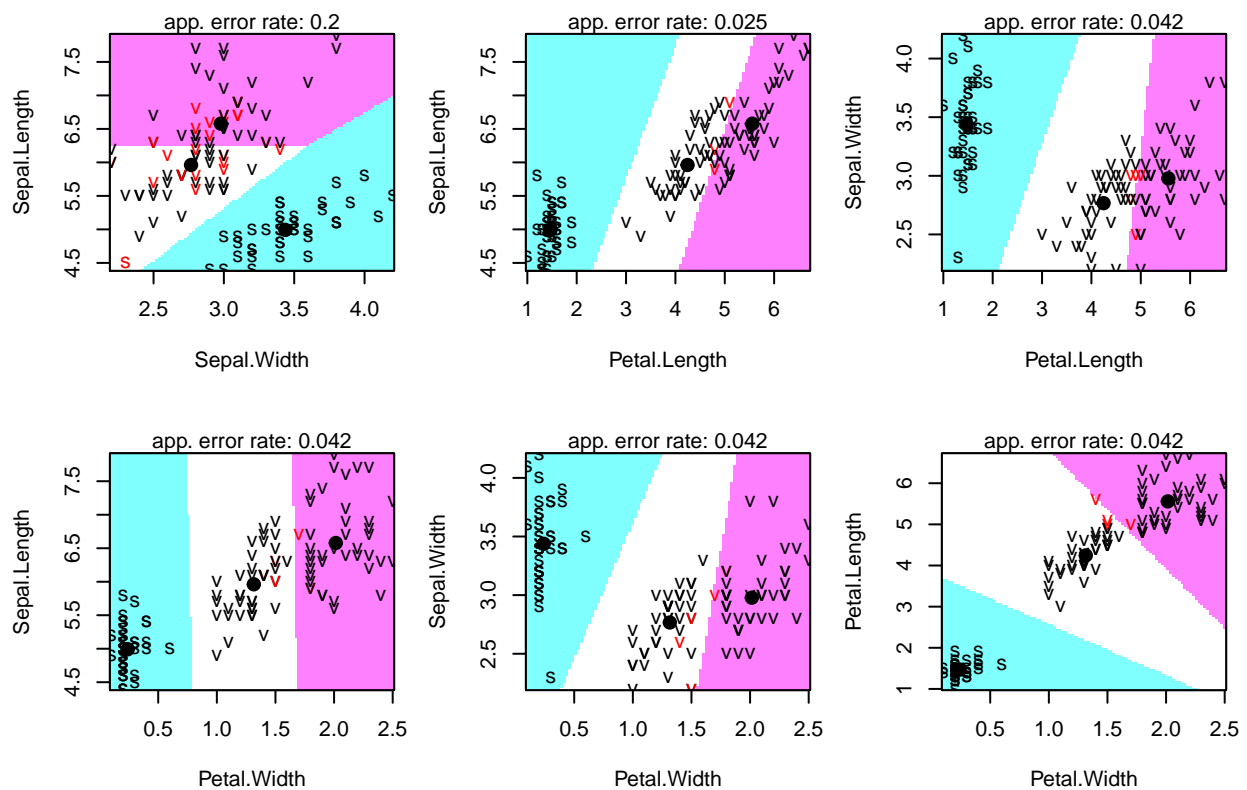 app. error rate: 0.2
app. error rate: 0.025
app. error rate: 0.042
Sepal.Length
4.5 5.5 6.5 7.5
2.5 3.0 3.5 4.0
Sepal.Width
Sepal.Length
4.5 5.5 6.5 7.5
1 2 3 4 5 6
Petal.Length
Sepal.Width
2.5 3.0 3.5 4.0
1 2 3 4 5 6
Petal.Length
app. error rate: 0.042
app. error rate: 0.042
app. error rate: 0.042
Sepal.Length
4.5 5.5 6.5 7.5
0.5 1.0 1.5 2.0 2.5
Petal.Width
Sepal.Width
2.5 3.0 3.5 4.0
0.5 1.0 1.5 2.0 2.5
Petal.Width
Petal.Length
1 2 3 4 5 6
0.5 1.0 1.5 2.0 2.5
Petal.Width